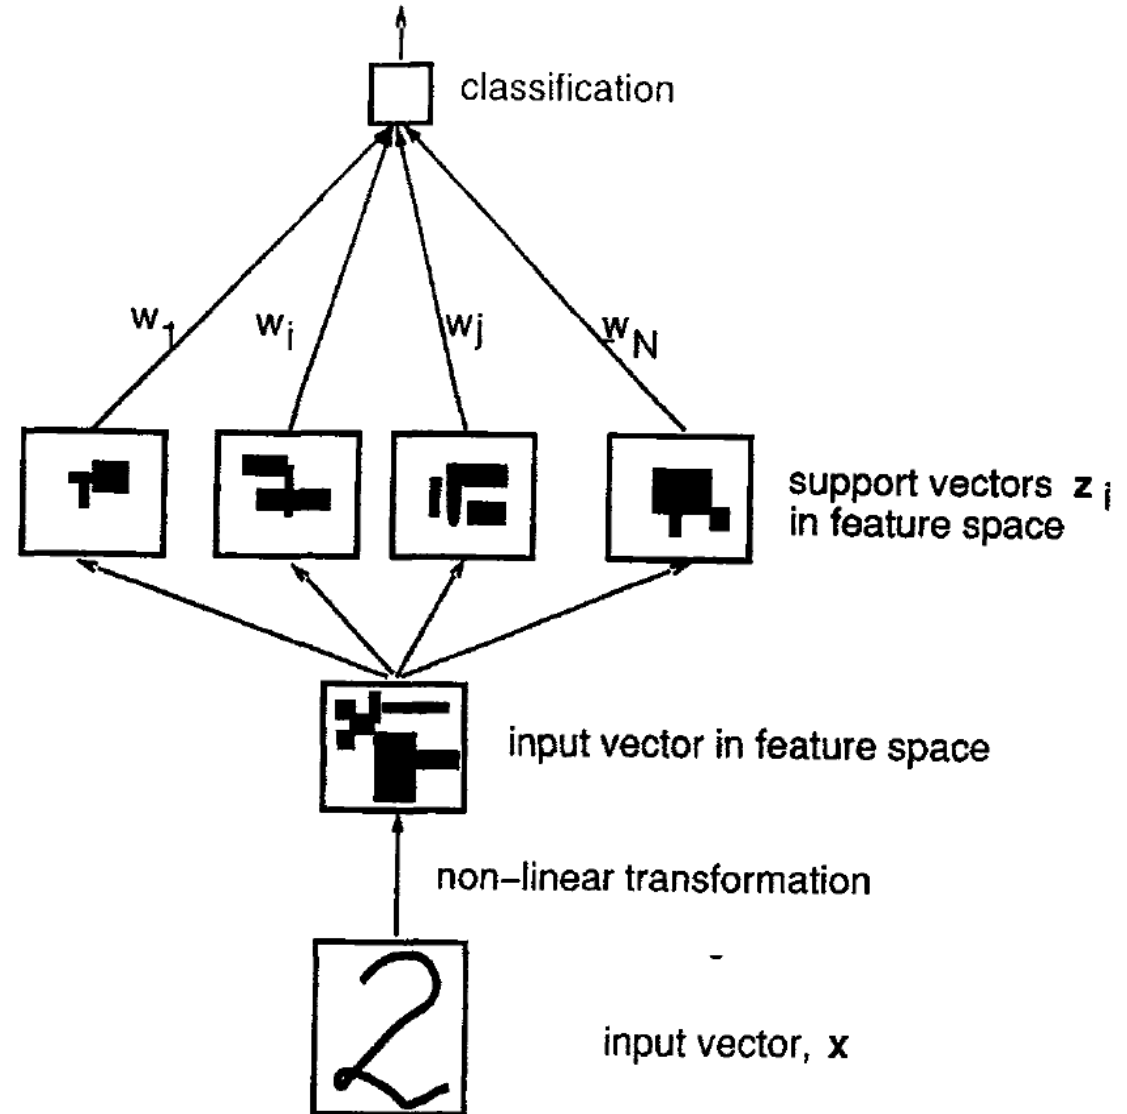 classification
w1
wi
wj
wN
support vectors zi
in feature space
input vector in feature space
non-linear transformation
2
input vector, x